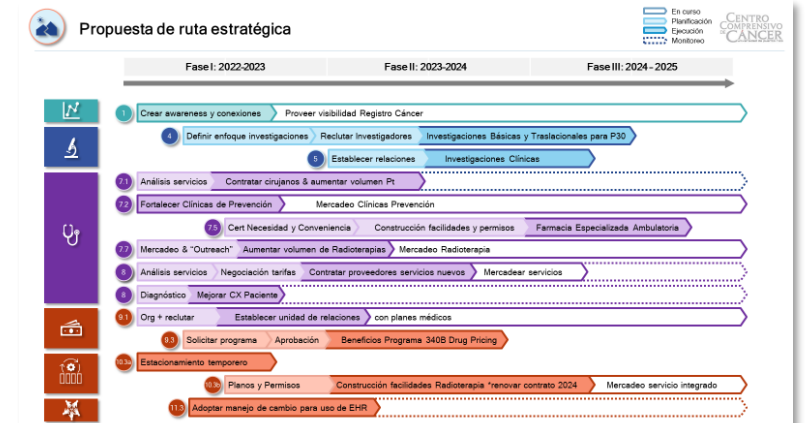 Propuesta de ruta estratégica
En curso
Planificación
Ejecución
Monitoreo
CENTRO
COMPRENSIVO
DE CÁNCER
Fase I: 2022-2023
Fase II: 2023-2024
Fase III: 2024 - 2025
1 Crear awareness y conexiones Proveer visibilidad Registro Cáncer
4 Definir enfoque investigaciones Reclutar Investigadores Investigaciones Básicas y Traslacionales para P30
5 Establecer relaciones Investigaciones Clínicas
7.1 Análisis servicios Contratar cirujanos & aumentar volumen Pt
7.2 Fortalecer Clínicas de Prevención Mercadeo Clínicas Prevención
7.5 Cert Necesidad y Conveniencia Construcción facilidades y permisos Farmacia Especializada Ambulatoria
7.7 Mercadeo & “Outreach” Aumentar volumen de Radioterapias Mercadeo Radioterapia
8 Análisis servicios Negociación tarifas Contratar proveedores servicios nuevos Mercadear servicios
8 Diagnóstico Mejorar CX Paciente
9.1 Org + reclutar Establecer unidad de relaciones con planes médicos
9.3 Solicitar programa Aprobación Beneficios Programa 340B Drug Pricing
10.3a Estacionamiento temporero
10.3b Planos y Permisos Construcción facilidades Radioterapia *renovar contrato 2024 Mercadeo servicio integrado
11.3 Adoptar manejo de cambio para uso de EHR